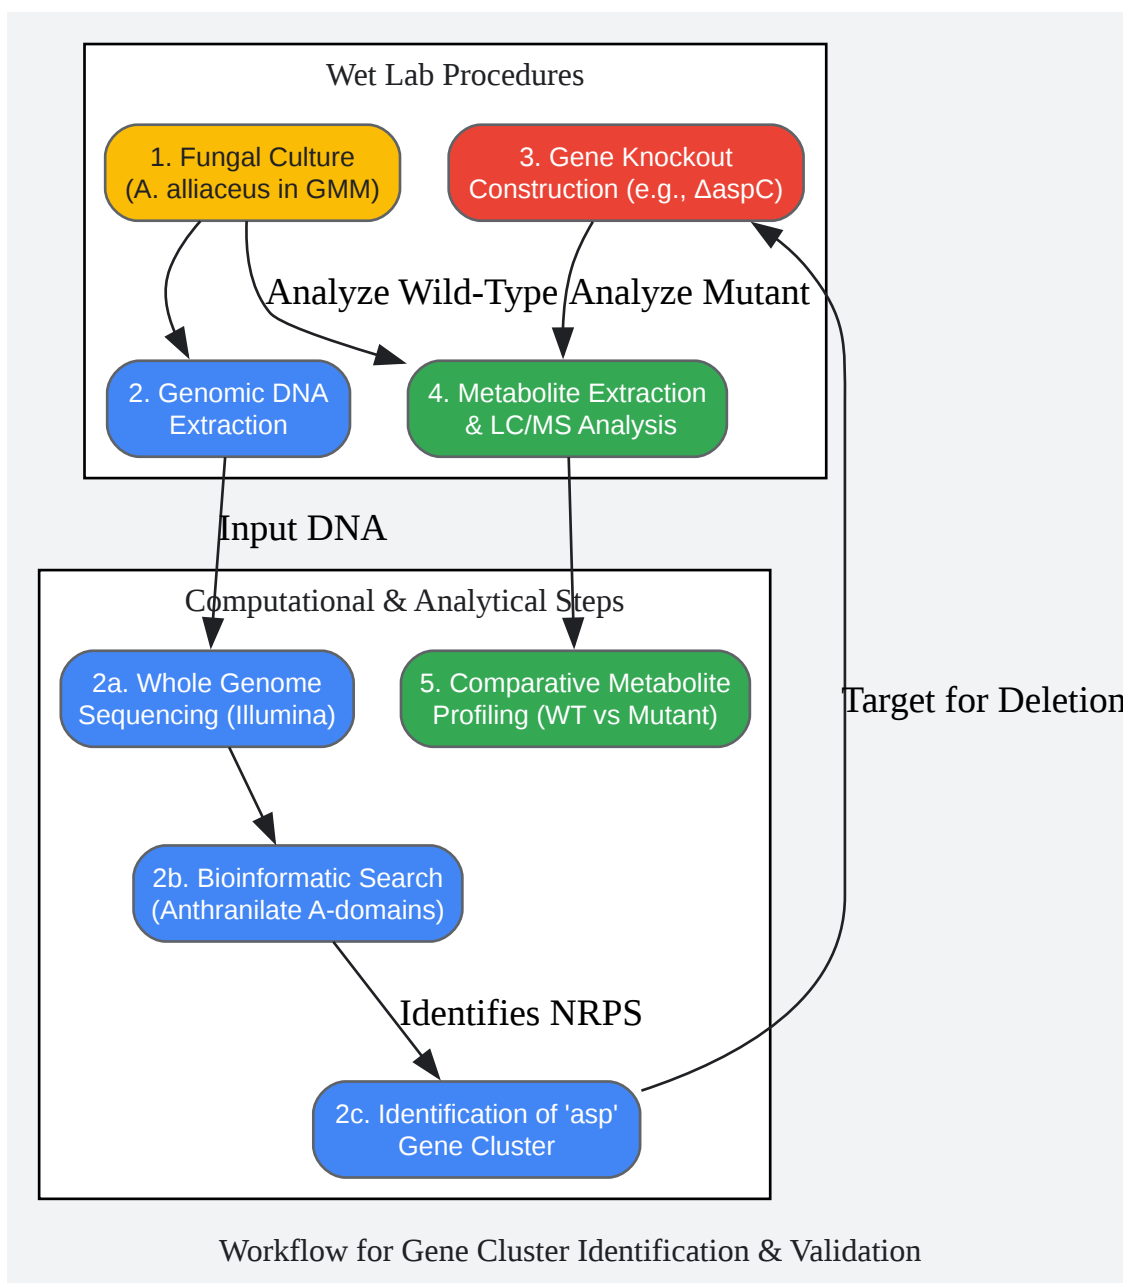 Wet Lab Procedures
1. Fungal Culture
(A. alliaceus in GMM)
3. Gene Knockout
Construction (e.g., ΔaspC)
Analyze Wild-Type
Analyze Mutant
2. Genomic DNA
Extraction
4. Metabolite Extraction
& LC/MS Analysis
Input DNA
Computational & Analytical Steps
2a. Whole Genome
Sequencing (Illumina)
5. Comparative Metabolite
Profiling (WT vs Mutant)
Target for Deletion
2b. Bioinformatic Search
(Anthranilate A-domains)
Identifies NRPS
2c. Identification of 'asp'
Gene Cluster
Workflow for Gene Cluster Identification & Validation